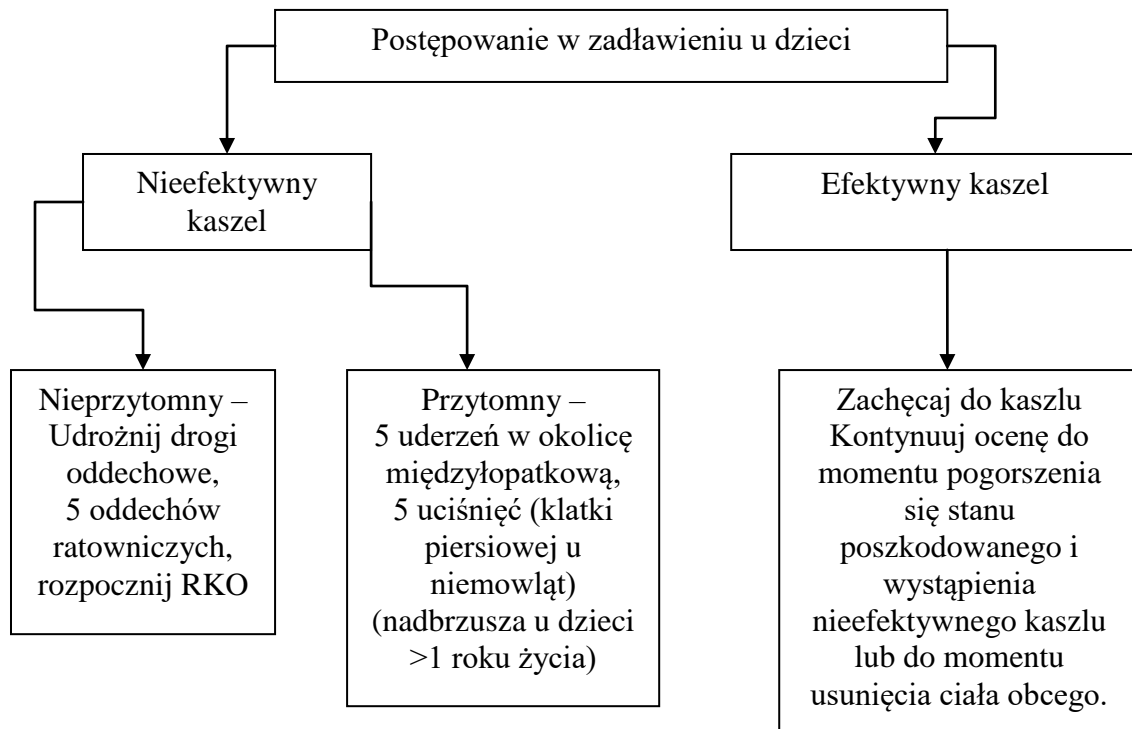 Postępowanie w zadławieniu u dzieci
Nieefektywny
kaszel
Efektywny kaszel
Nieprzytomny –
Udrożnij drogi
oddechowe,
5 oddechów
ratowniczych,
rozpocznij RKO
Przytomny –
5 uderzeń w okolicę
międzyłopatkową,
5 uciśnięć (klatki
piersiowej u
niemowląt)
(nadbrzusza u dzieci
>1 roku życia)
Zachęcaj do kaszlu
Kontynuuj ocenę do
momentu pogorszenia
się stanu
poszkodowanego i
wystąpienia
nieefektywnego kaszlu
lub do momentu
usunięcia ciała obcego.